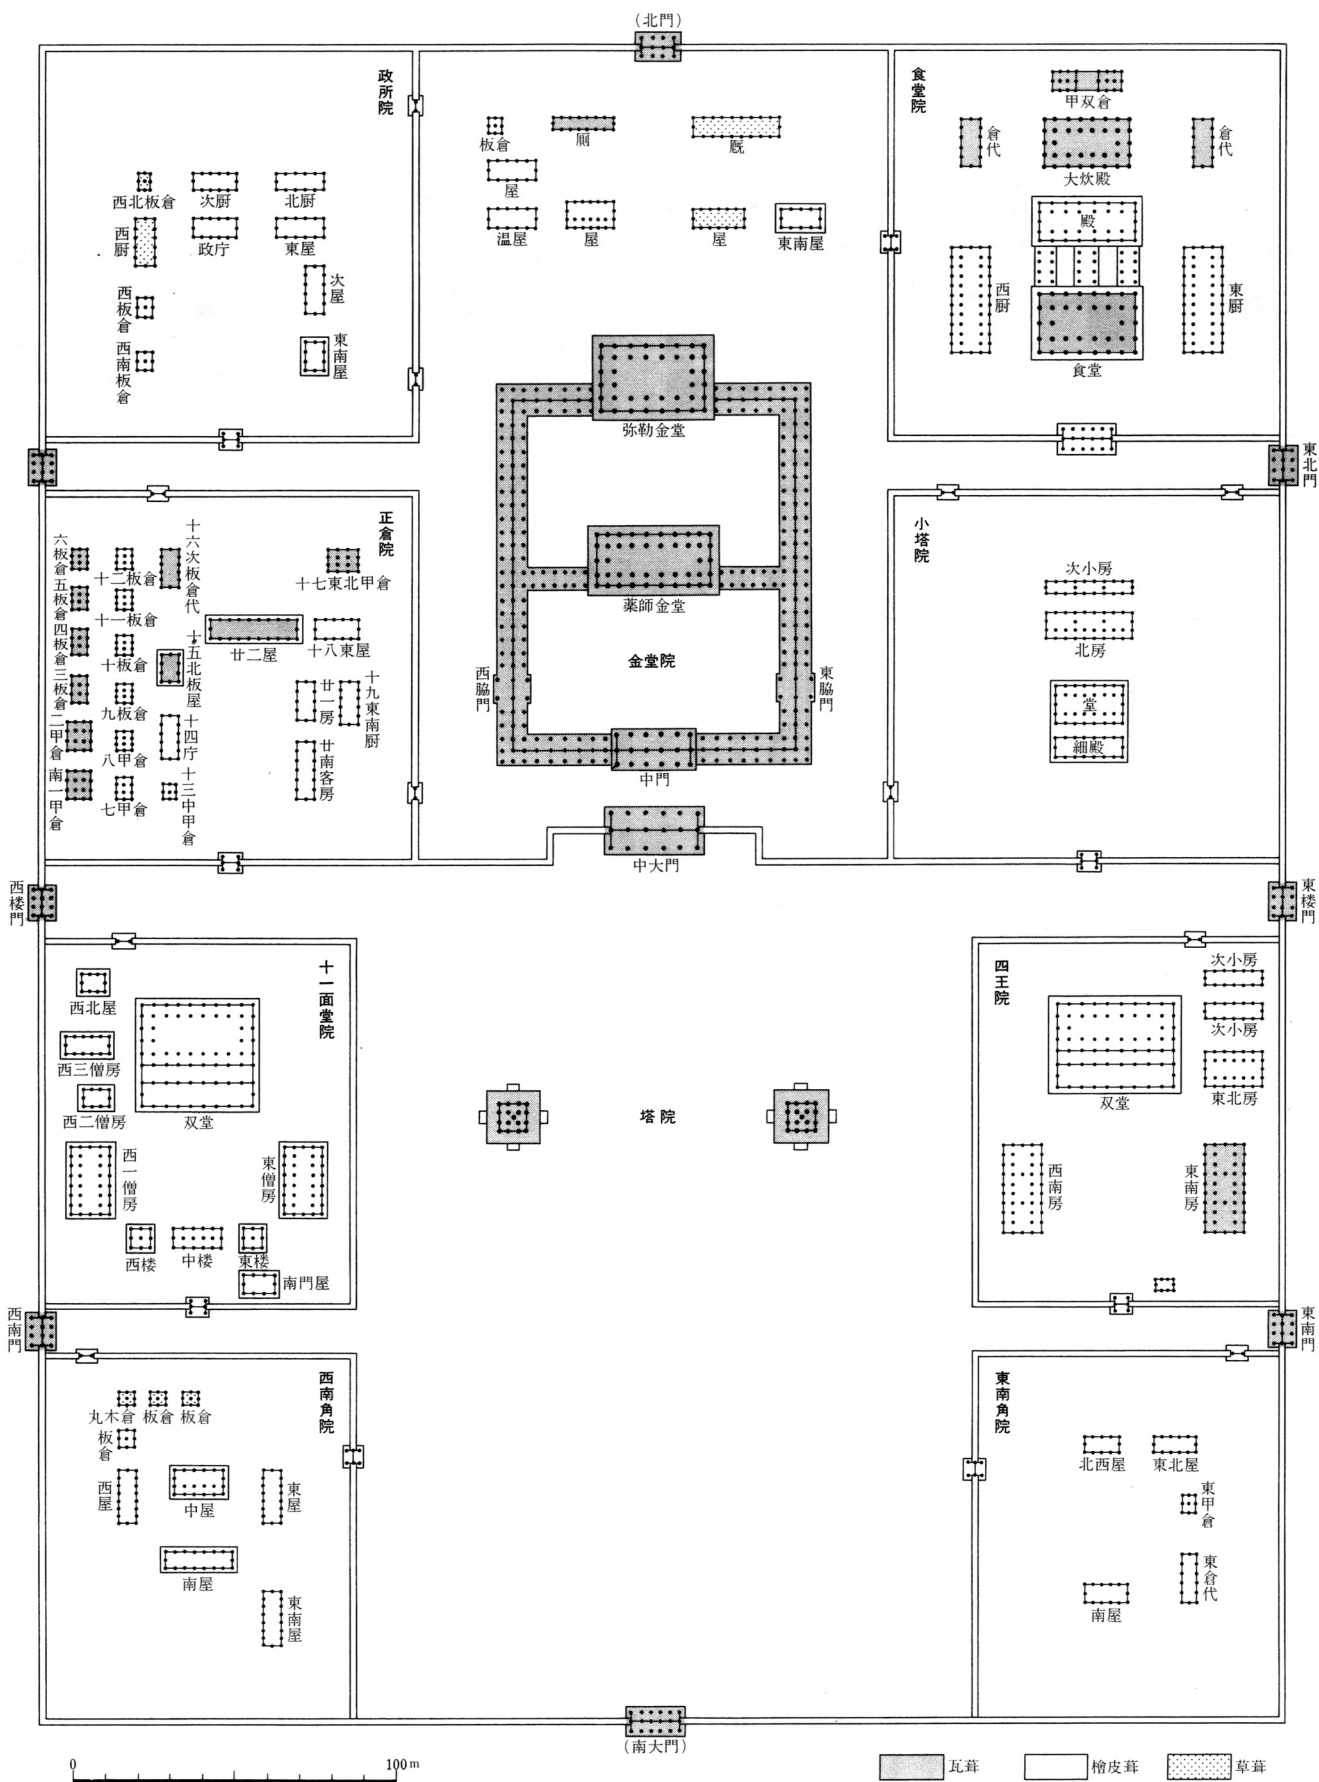 (北門)
政所院
西北板倉
次厨
北厨
西厨
政庁
東屋
次屋
西板倉
西南板倉
東南屋
板倉
厠
厩
屋
温屋
屋
屋
東南屋
食堂院
甲双倉
倉代
大炊殿
倉代
殿
西厨
東厨
食堂
弥勒金堂
薬師金堂
金堂院
西脇門
東脇門
中門
中大門
東北門
正倉院
六板倉
十二板倉
十六次板倉代
十七東北甲倉
五板倉
十一板倉
四板倉
十板倉
十五北板屋
廿二屋
十八東屋
三板倉
九板倉
廿一房
十九東南厨
二甲倉
八甲倉
十四庁
廿南客房
南一甲倉
七甲倉
十三中甲倉
小塔院
次小房
北房
堂
細殿
西楼門
東楼門
十一面堂院
西北屋
西三僧房
西二僧房
双堂
西一僧房
東僧房
西楼
中楼
東楼
南門屋
塔院
四王院
次小房
次小房
東北房
双堂
西南房
東南房
西南門
東南門
西南角院
丸木倉
板倉
板倉
板倉
西屋
中屋
東屋
南屋
東南屋
東南角院
北西屋
東北屋
東甲倉
東倉代
南屋
(南大門)
0
100m
瓦葺
檜皮葺
草葺